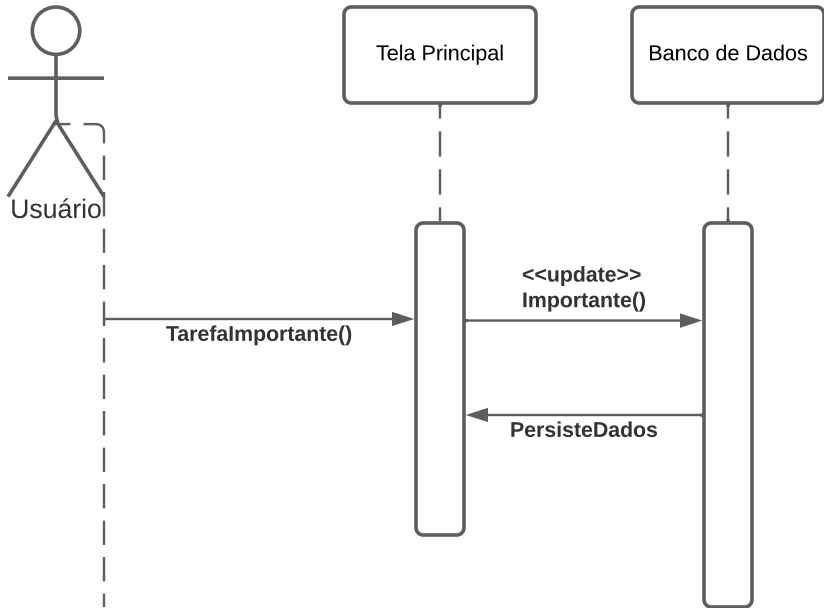 Tela Principal
Banco de Dados
Usuário
<<update>>
Importante()
TarefaImportante()
PersisteDados